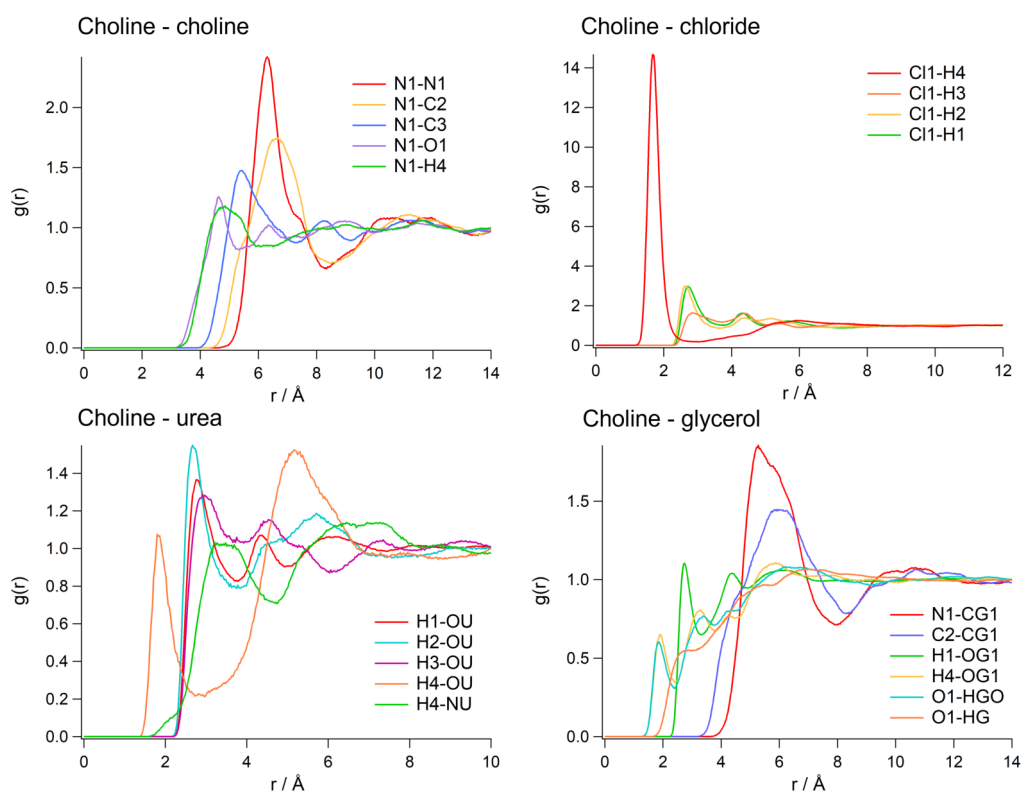 Choline - choline
g(r)
2.0
1.5
1.0
0.5
0.0
N1-N1
N1-C2
N1-C3
N1-O1
N1-H4
0 2 4 6 8 10 12 14
r / Å
Choline - chloride
g(r)
14
12
10
8
6
4
2
0
Cl1-H4
Cl1-H3
Cl1-H2
Cl1-H1
0 2 4 6 8 10 12
r / Å
Choline - urea
g(r)
1.4
1.2
1.0
0.8
0.6
0.4
0.2
0.0
H1-OU
H2-OU
H3-OU
H4-OU
H4-NU
0 2 4 6 8 10
r / Å
Choline - glycerol
g(r)
1.5
1.0
0.5
0.0
N1-CG1
C2-CG1
H1-OG1
H4-OG1
O1-HGO
O1-HG
0 2 4 6 8 10 12 14
r / Å